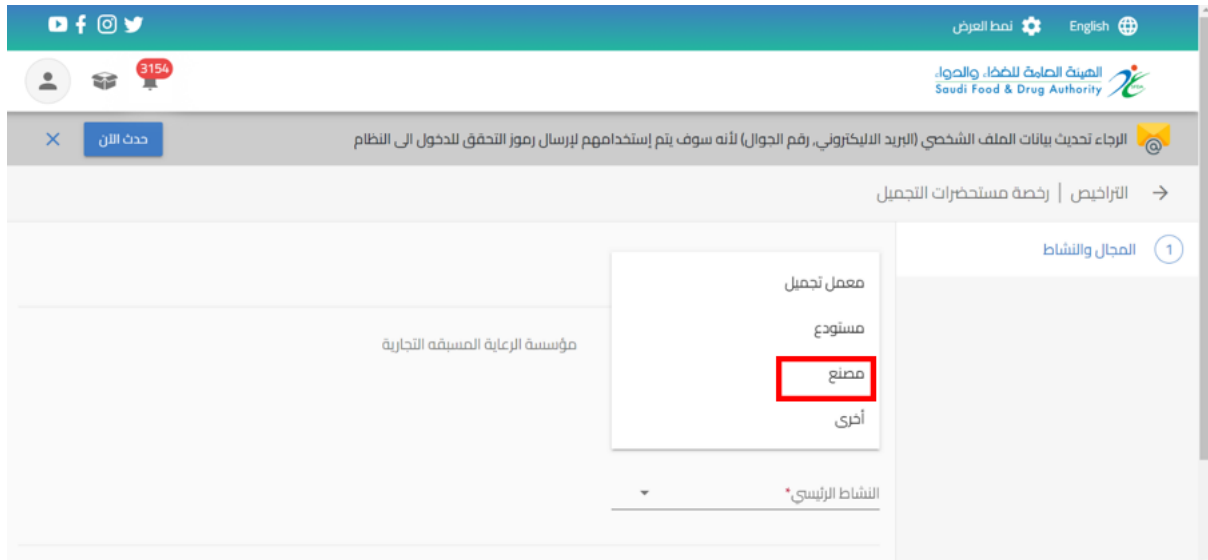 English
نمط العرض
الهيئة العامة للغذاء والدواء
Saudi Food & Drug Authority
3154
الرجاء تحديث بيانات الملف الشخصي (البريد الاليكتروني, رقم الجوال) لأنه سوف يتم إستخدامهم لإرسال رموز التحقق للدخول الى النظام
حدث الآن
التراخيص | رخصة مستحضرات التجميل
1 المجال والنشاط
معمل تجميل
مستودع
مؤسسة الرعاية المسبقه التجارية
مصنع
أخرى
النشاط الرئيسي*